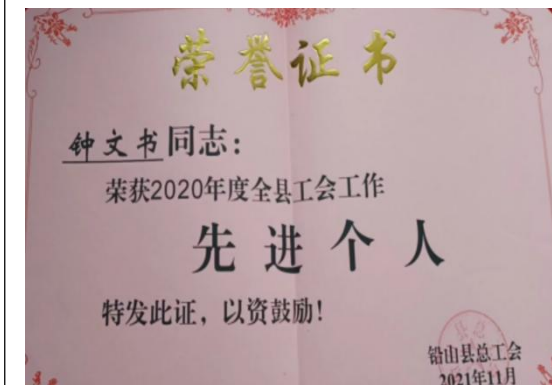 荣誉证书
钟文书同志：
荣获2020年度全县工会工作
先进个人
特发此证，以资鼓励！
铅山县总工会
2021年11月